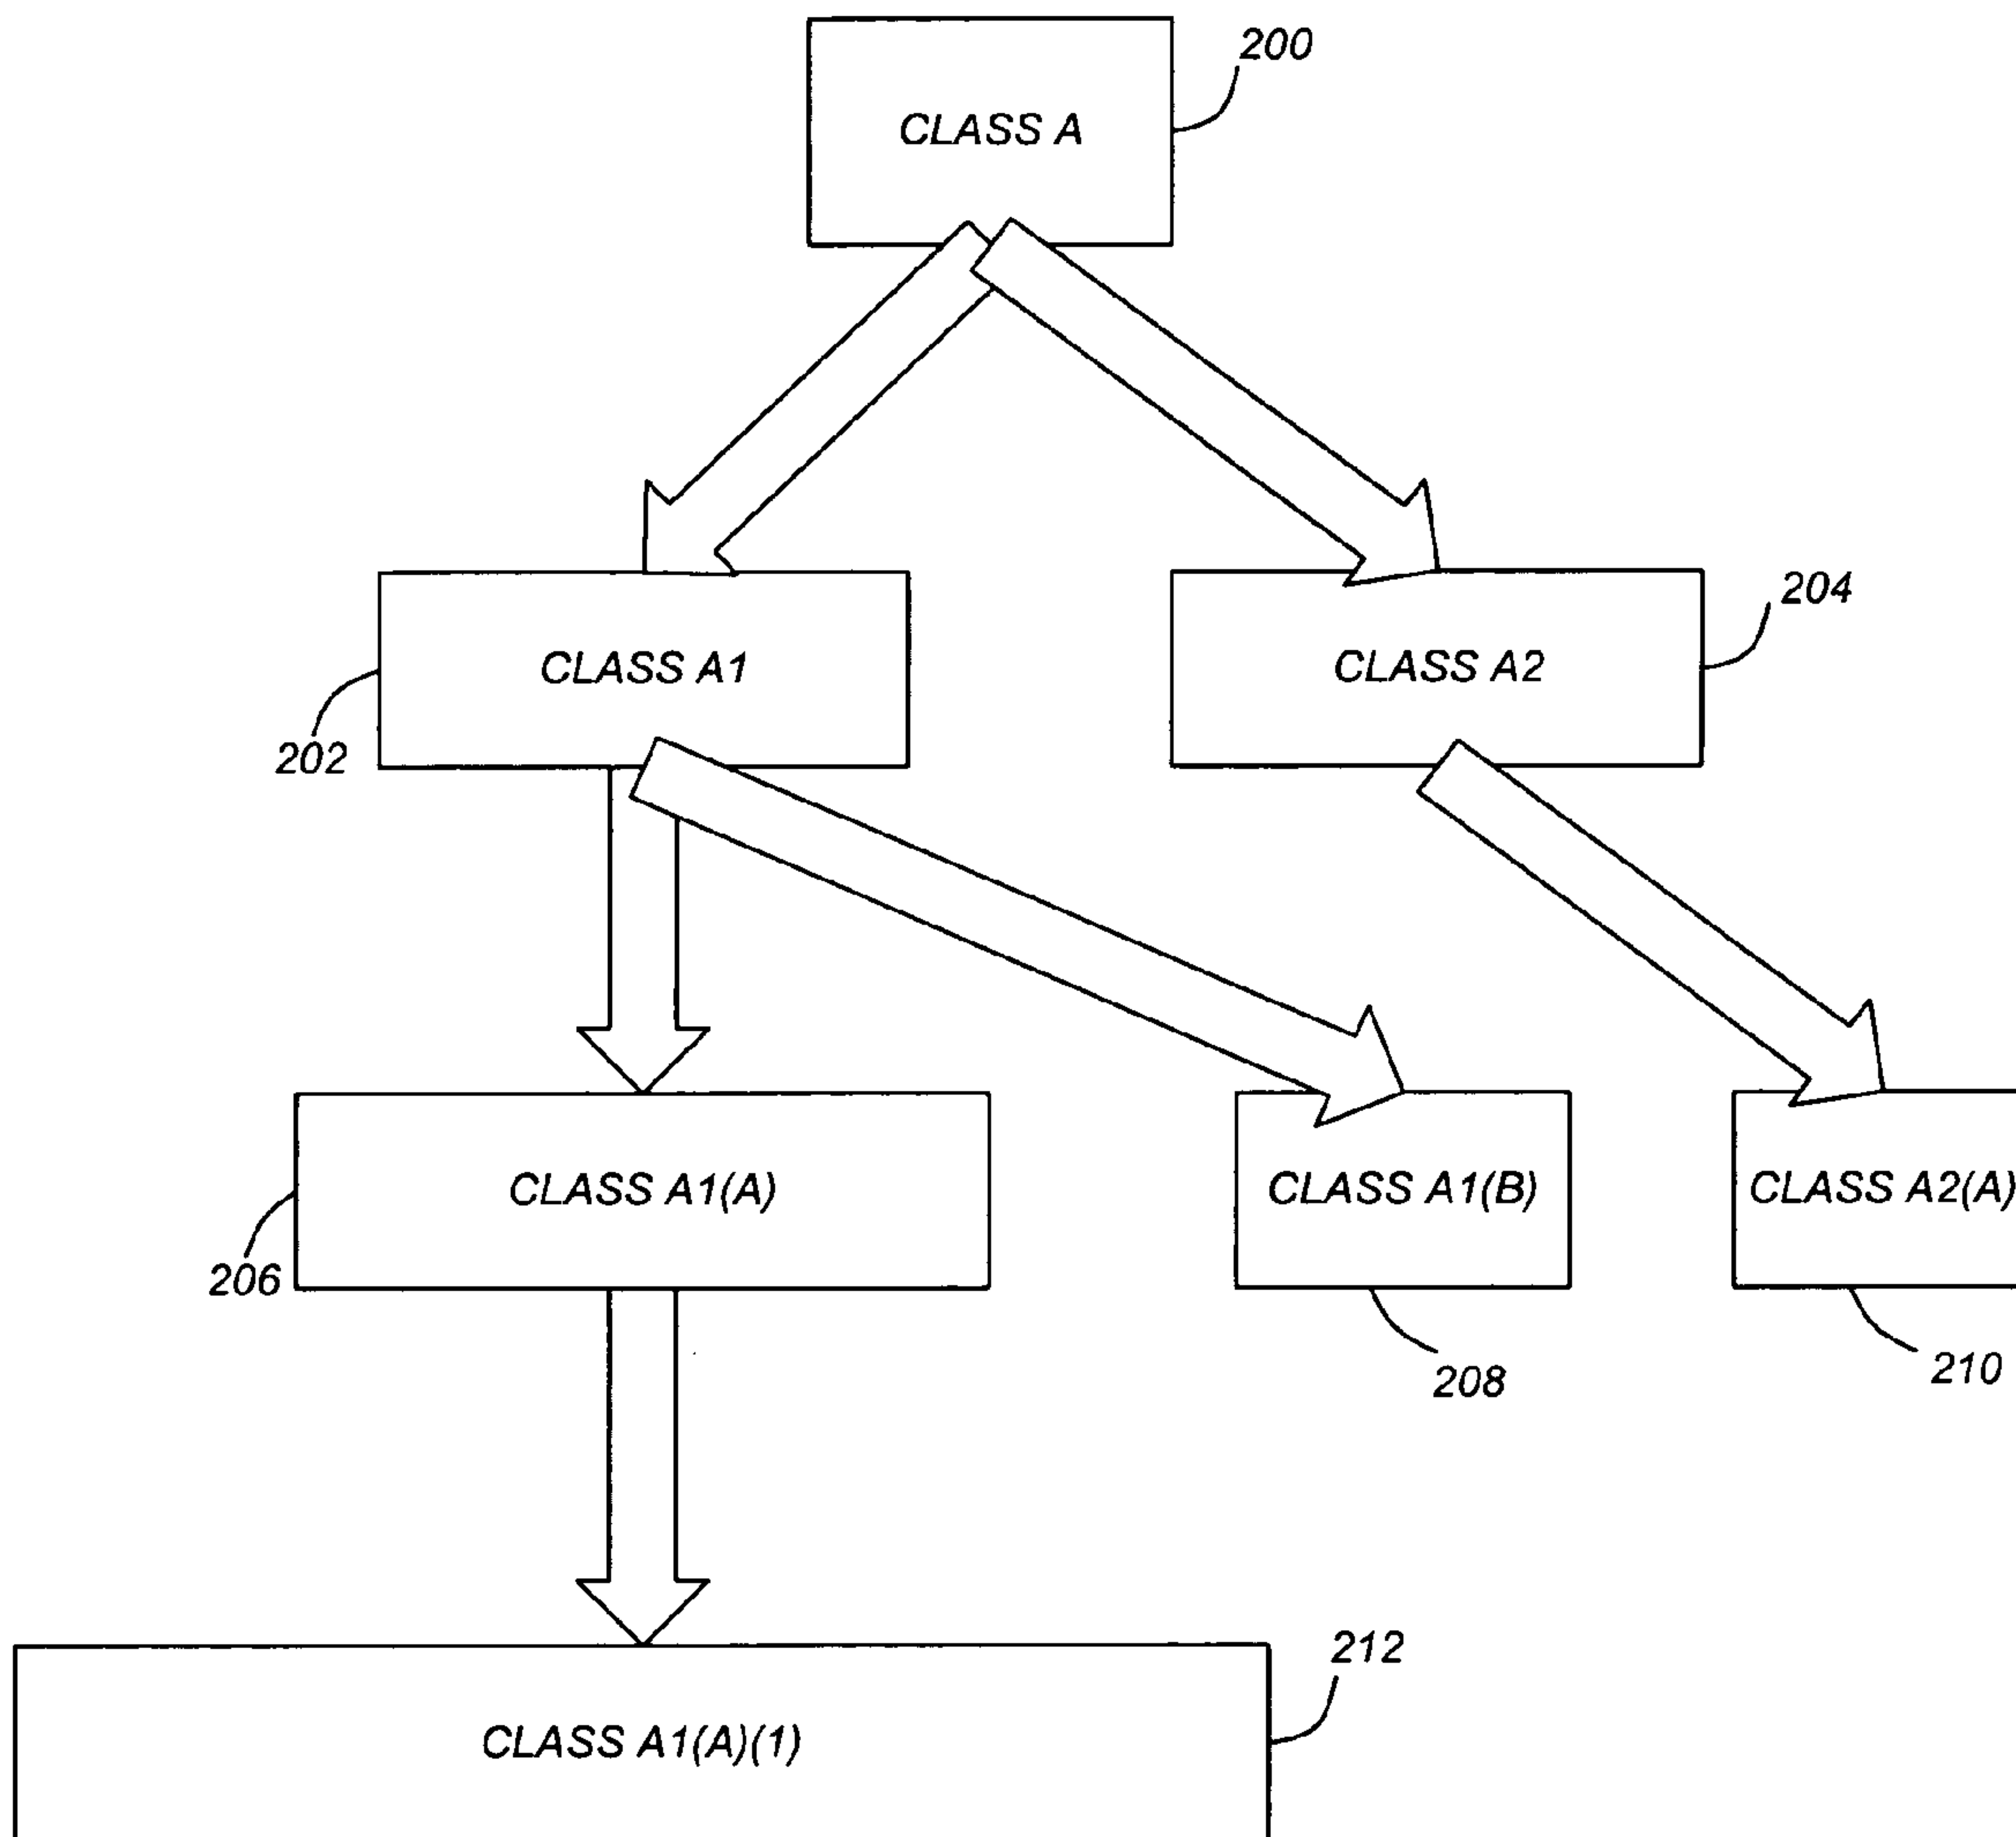 200
CLASS A
204
CLASS A1
CLASS A2
202
CLASS A1(A)
CLASS A1(B)
CLASS A2(A)
206
208
210
212
CLASS A1(A)(1)